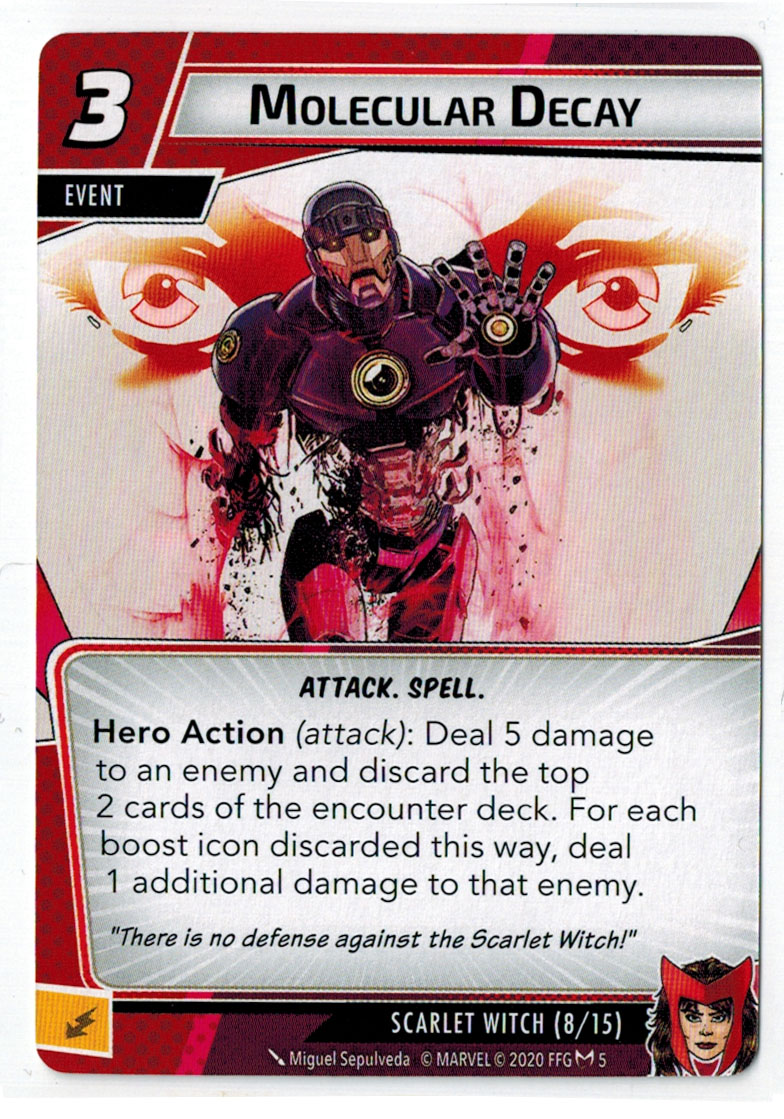 3
MOLECULAR DECAY
EVENT
ATTACK. SPELL.
Hero Action (attack): Deal 5 damage
to an enemy and discard the top
2 cards of the encounter deck. For each
boost icon discarded this way, deal
1 additional damage to that enemy.
"There is no defense against the Scarlet Witch!"
SCARLET WITCH (8/15)
Miguel Sepulveda © MARVEL © 2020 FFG 5